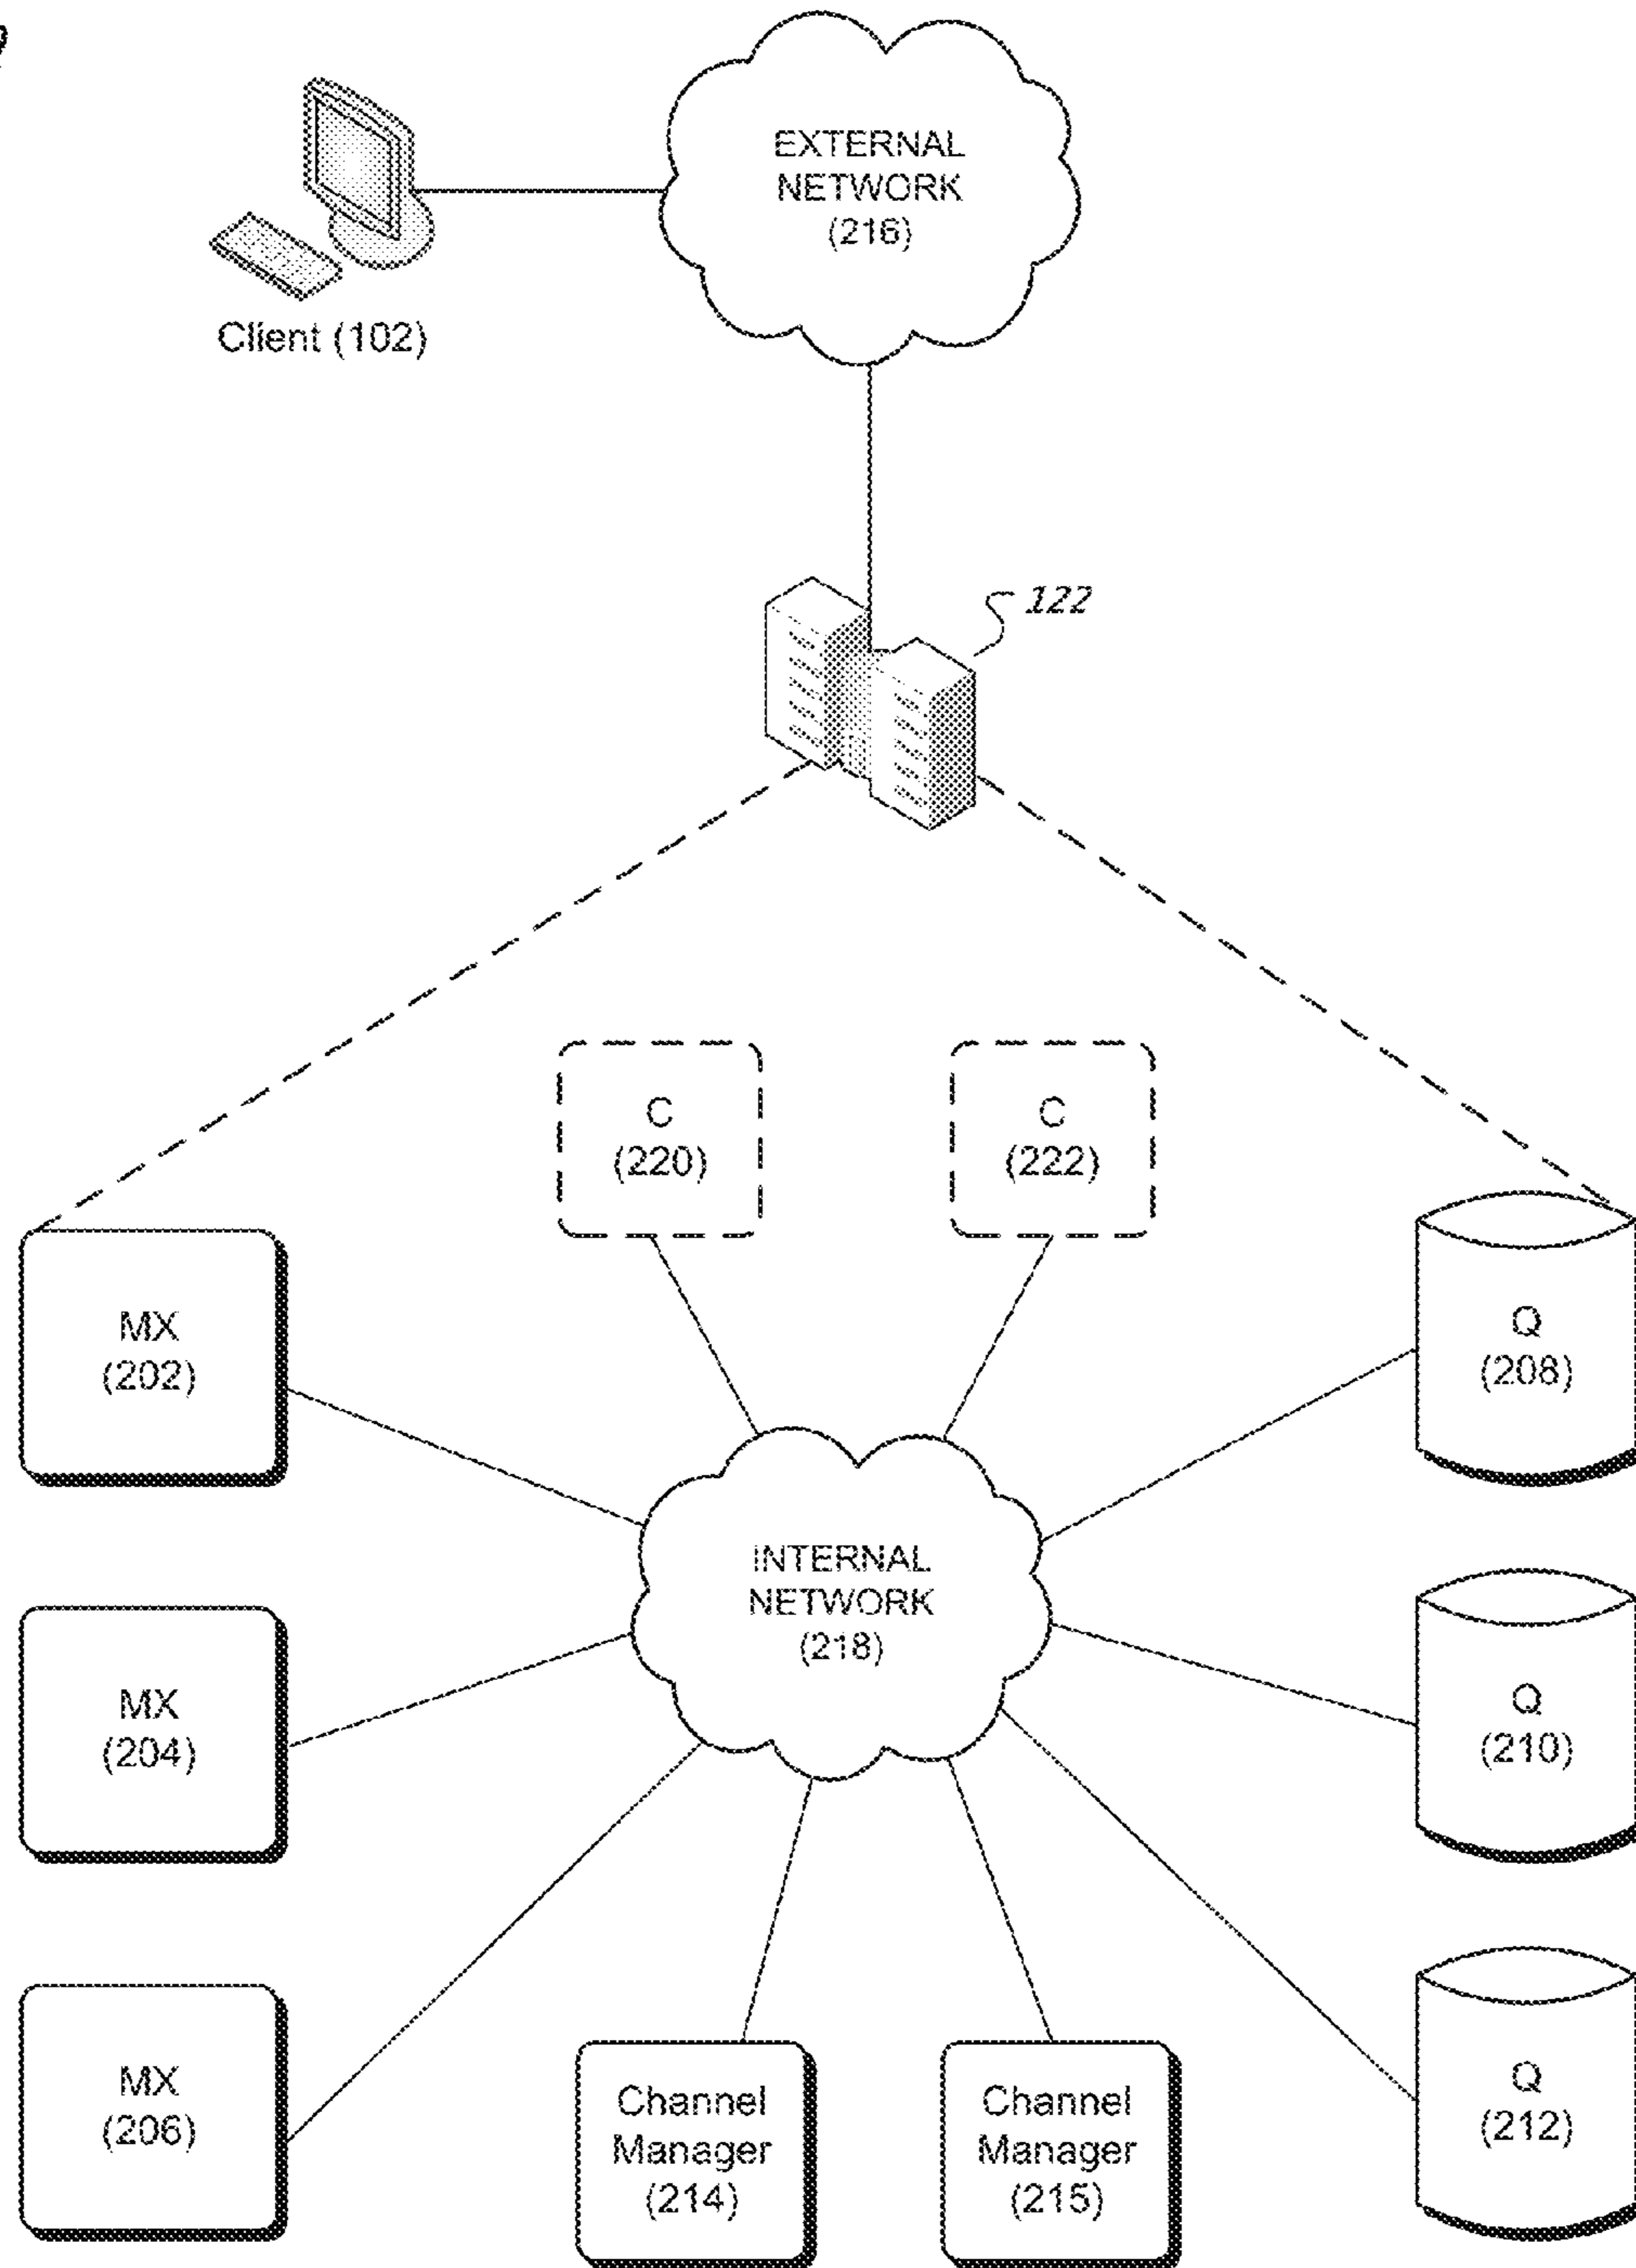 EXTERNAL
NETWORK
(216)
Client (102)
122
C
(220)
C
(222)
MX
(202)
Q
(208)
INTERNAL
NETWORK
(218)
MX
(204)
Q
(210)
MX
(206)
Channel
Manager
(214)
Channel
Manager
(215)
Q
(212)